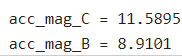 acc_mag_C = 11.5895
acc_mag_B = 8.9101